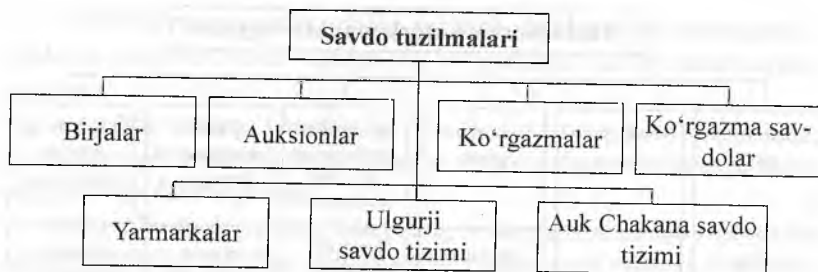 Savdo tuzilmalari
Birjalar
Auksionlar
Ko‘rgazmalar
Ko‘rgazma sav-
dolar
Yarmarkalar
Ulgurji
savdo tizimi
Auk Chakana savdo
tizimi